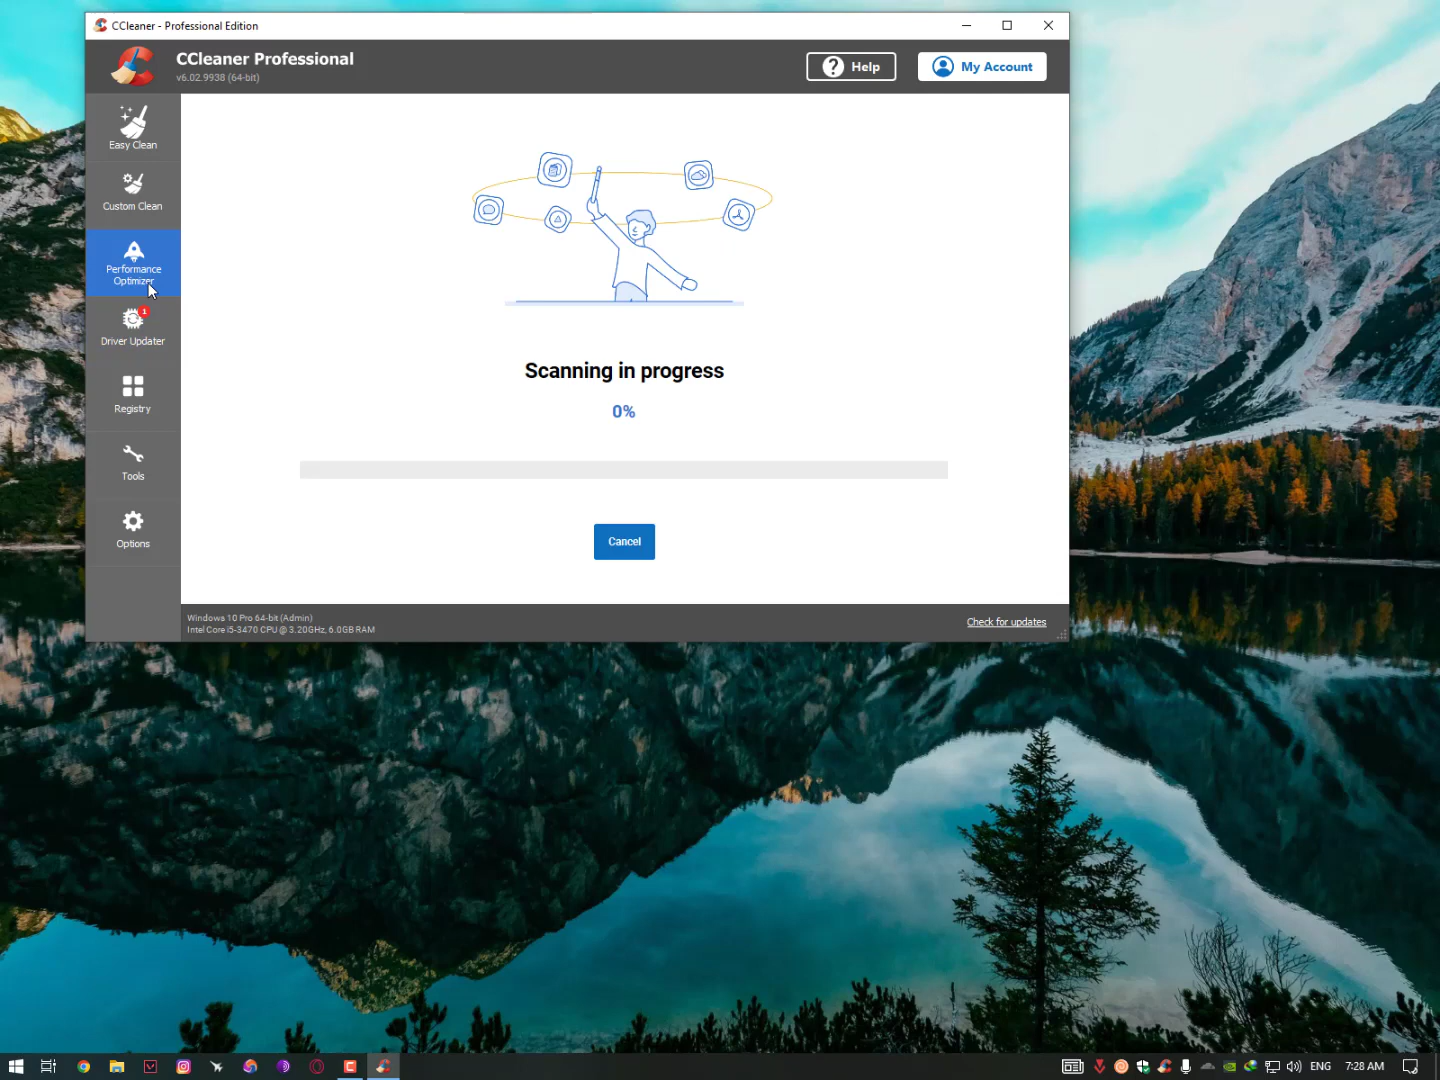 CCleaner - Professional Edition
CCleaner Professional
v6.02.9938 (64-bit)
Help
My Account
Easy Clean
Custom Clean
Performance
Optimizer
1
Driver Updater
Registry
Tools
Options
Scanning in progress
0%
Cancel
Windows 10 Pro 64-bit (Admin)
Intel Core i5-3470 CPU @ 3.20GHz, 6.0GB RAM
Check for updates
ENG
7:28 AM